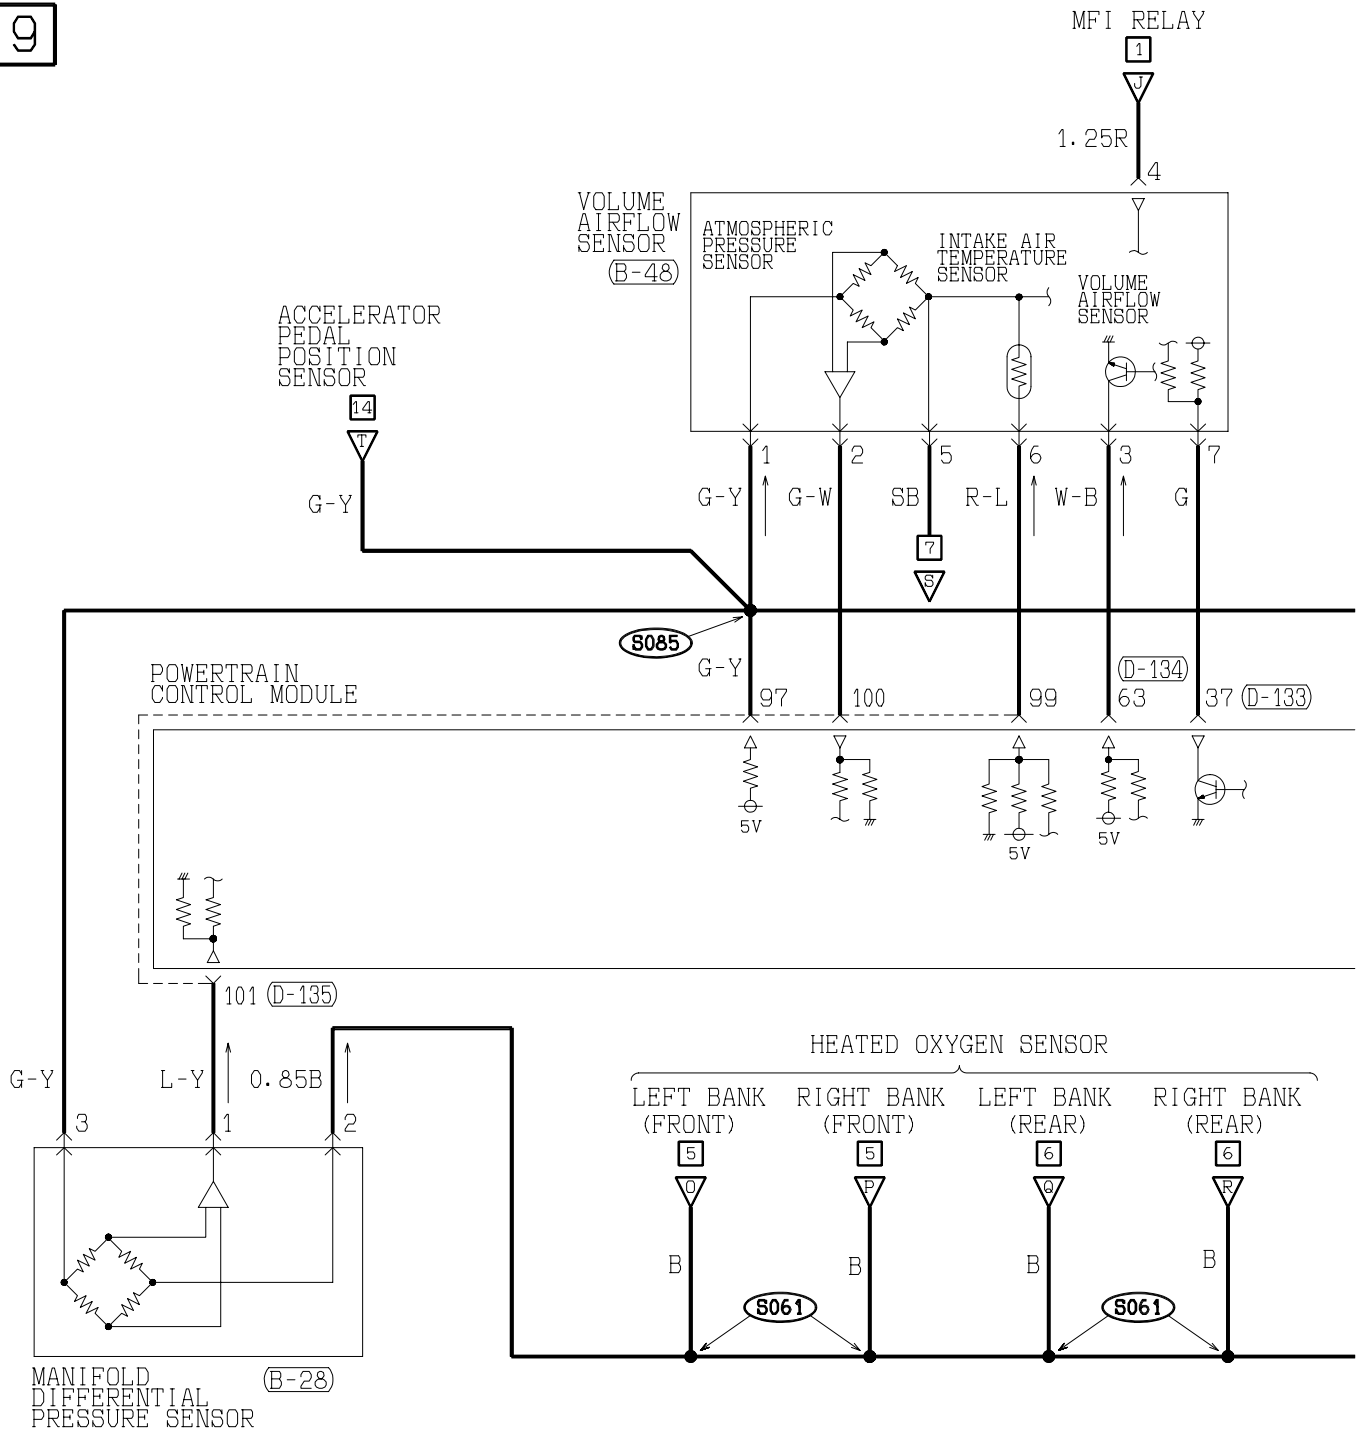 9
MFI RELAY
1
J
1.25R
4
VOLUME
AIRFLOW
SENSOR
(B-48)
ATMOSPHERIC
PRESSURE
SENSOR
INTAKE AIR
TEMPERATURE
SENSOR
VOLUME
AIRFLOW
SENSOR
ACCELERATOR
PEDAL
POSITION
SENSOR
14
T
G-Y
1 2 5 6 3 7
G-Y G-W SB R-L W-B G
7
S
S085
G-Y
POWERTRAIN
CONTROL MODULE
(D-134)
97 100 99 63 37 (D-133)
5V
5V
5V
101 (D-135)
G-Y L-Y 0.85B
3 1 2
HEATED OXYGEN SENSOR
LEFT BANK RIGHT BANK LEFT BANK RIGHT BANK
(FRONT) (FRONT) (REAR) (REAR)
5 5 6 6
O P Q R
B B B B
S061 S061
MANIFOLD
DIFFERENTIAL
PRESSURE SENSOR
(B-28)